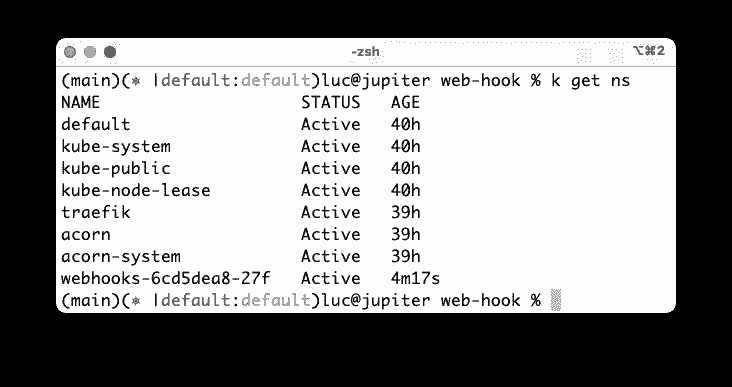 -zsh ⌥⌘2
(main)(⎈ |default:default)luc@jupiter web-hook % k get ns
NAME STATUS AGE
default Active 40h
kube-system Active 40h
kube-public Active 40h
kube-node-lease Active 40h
traefik Active 39h
acorn Active 39h
acorn-system Active 39h
webhooks-6cd5dea8-27f Active 4m17s
(main)(⎈ |default:default)luc@jupiter web-hook %